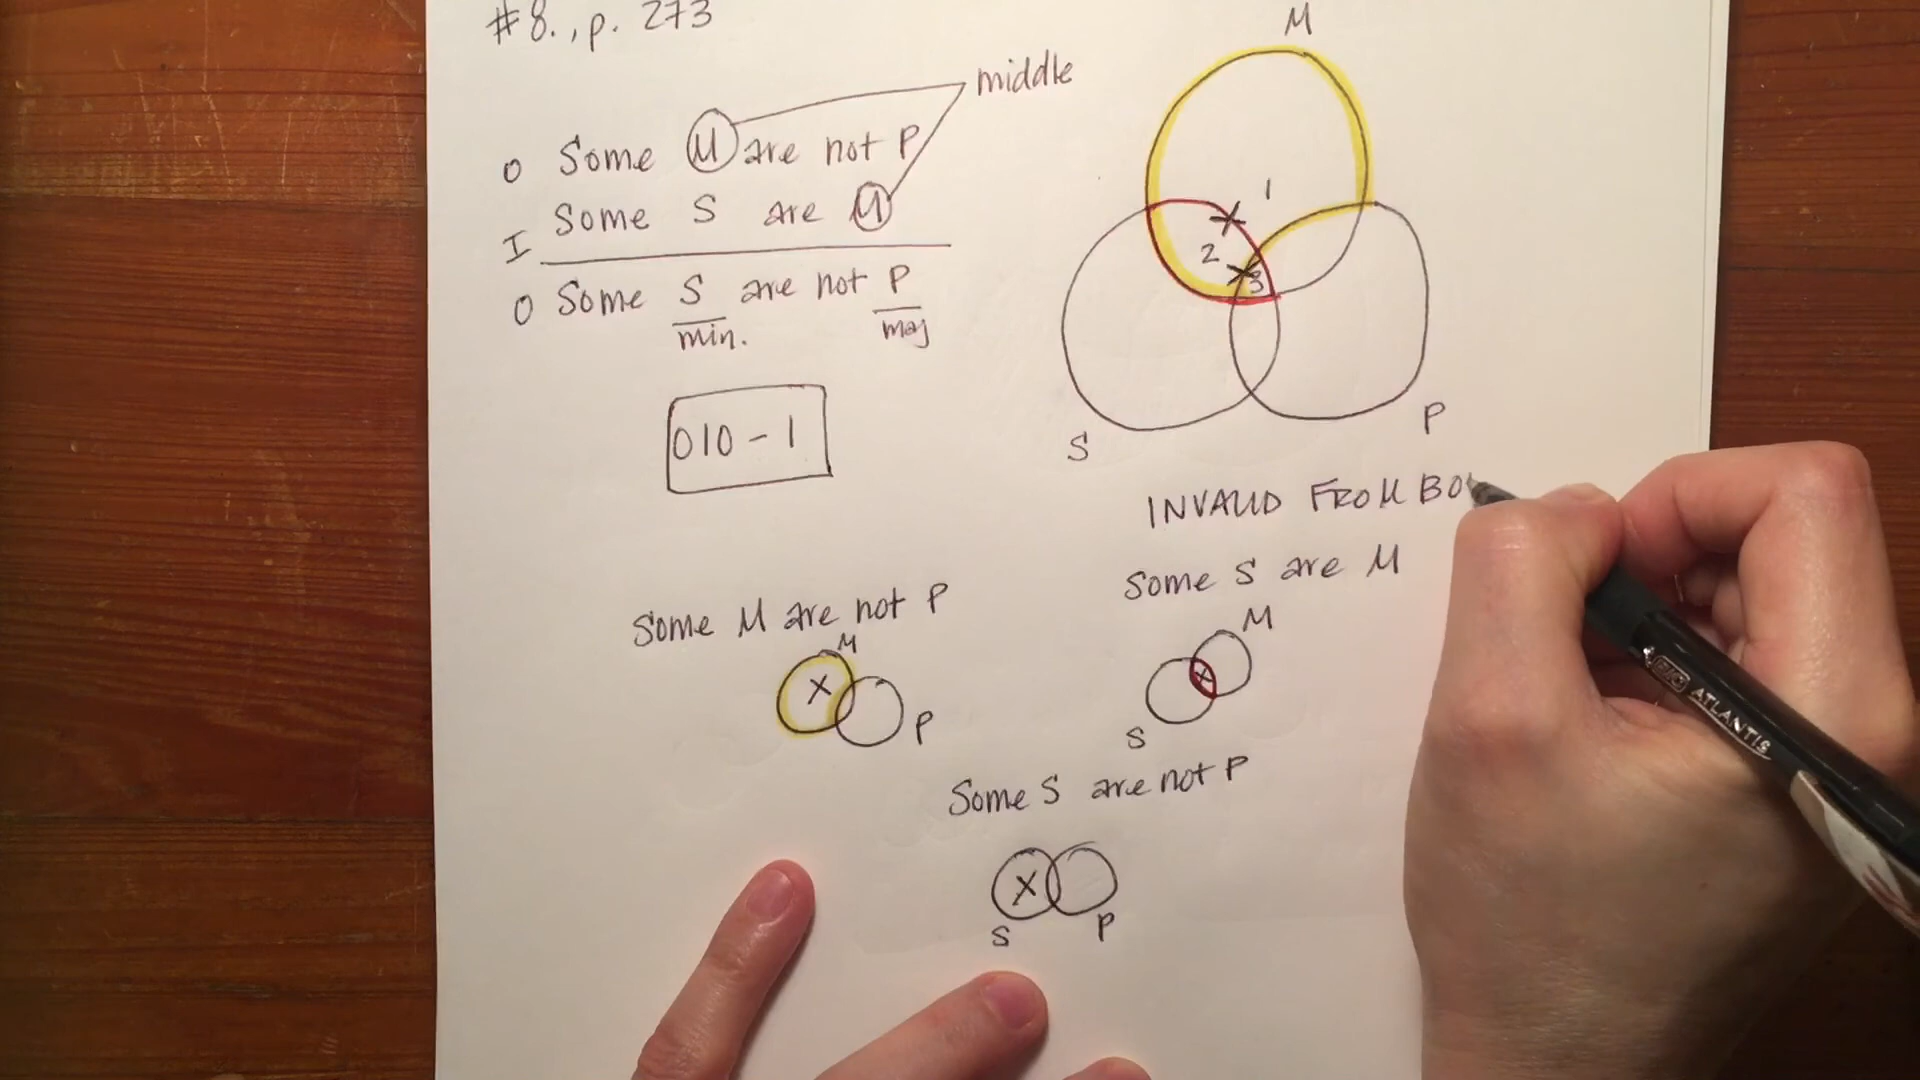 #8., p. 273
M
middle
O Some M are not P
I Some S are M
O Some S are not P
min. maj
OIO - 1
1
2
3
S
P
INVALID FROM BO
Some M are not P
M
P
Some S are M
M
S
Some S are not P
S P
ATLANTIS